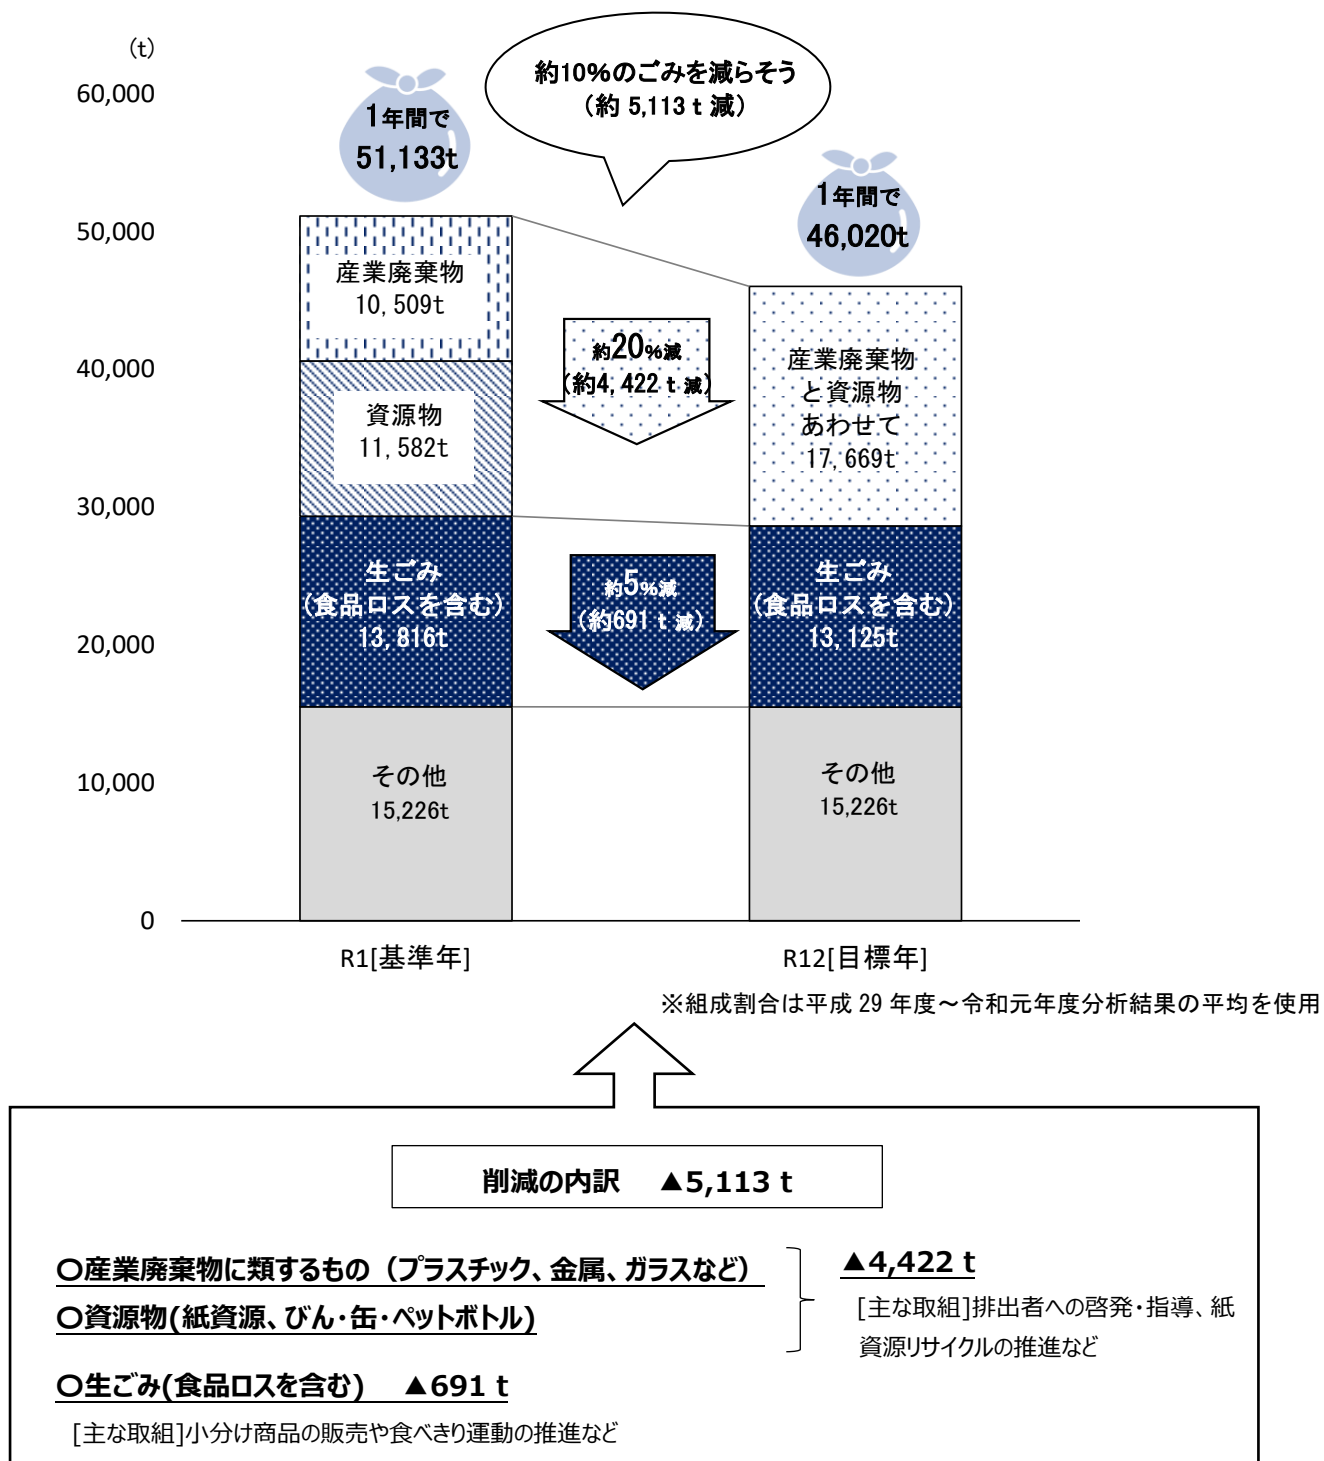 (t)
60,000
50,000
40,000
30,000
20,000
10,000
0
約10%のごみを減らそう
(約 5,113 t 減)
1年間で
51,133t
1年間で
46,020t
産業廃棄物
10,509t
資源物
11,582t
生ごみ
(食品ロスを含む)
13,816t
その他
15,226t
約20%減
(約4,422 t 減)
約5%減
(約691 t 減)
産業廃棄物
と資源物
あわせて
17,669t
生ごみ
(食品ロスを含む)
13,125t
その他
15,226t
R1[基準年]
R12[目標年]
※組成割合は平成 29 年度～令和元年度分析結果の平均を使用
削減の内訳 ▲5,113 t
○産業廃棄物に類するもの（プラスチック、金属、ガラスなど）
○資源物(紙資源、びん・缶・ペットボトル)
▲4,422 t
[主な取組]排出者への啓発・指導、紙
資源リサイクルの推進など
○生ごみ(食品ロスを含む) ▲691 t
[主な取組]小分け商品の販売や食べきり運動の推進など